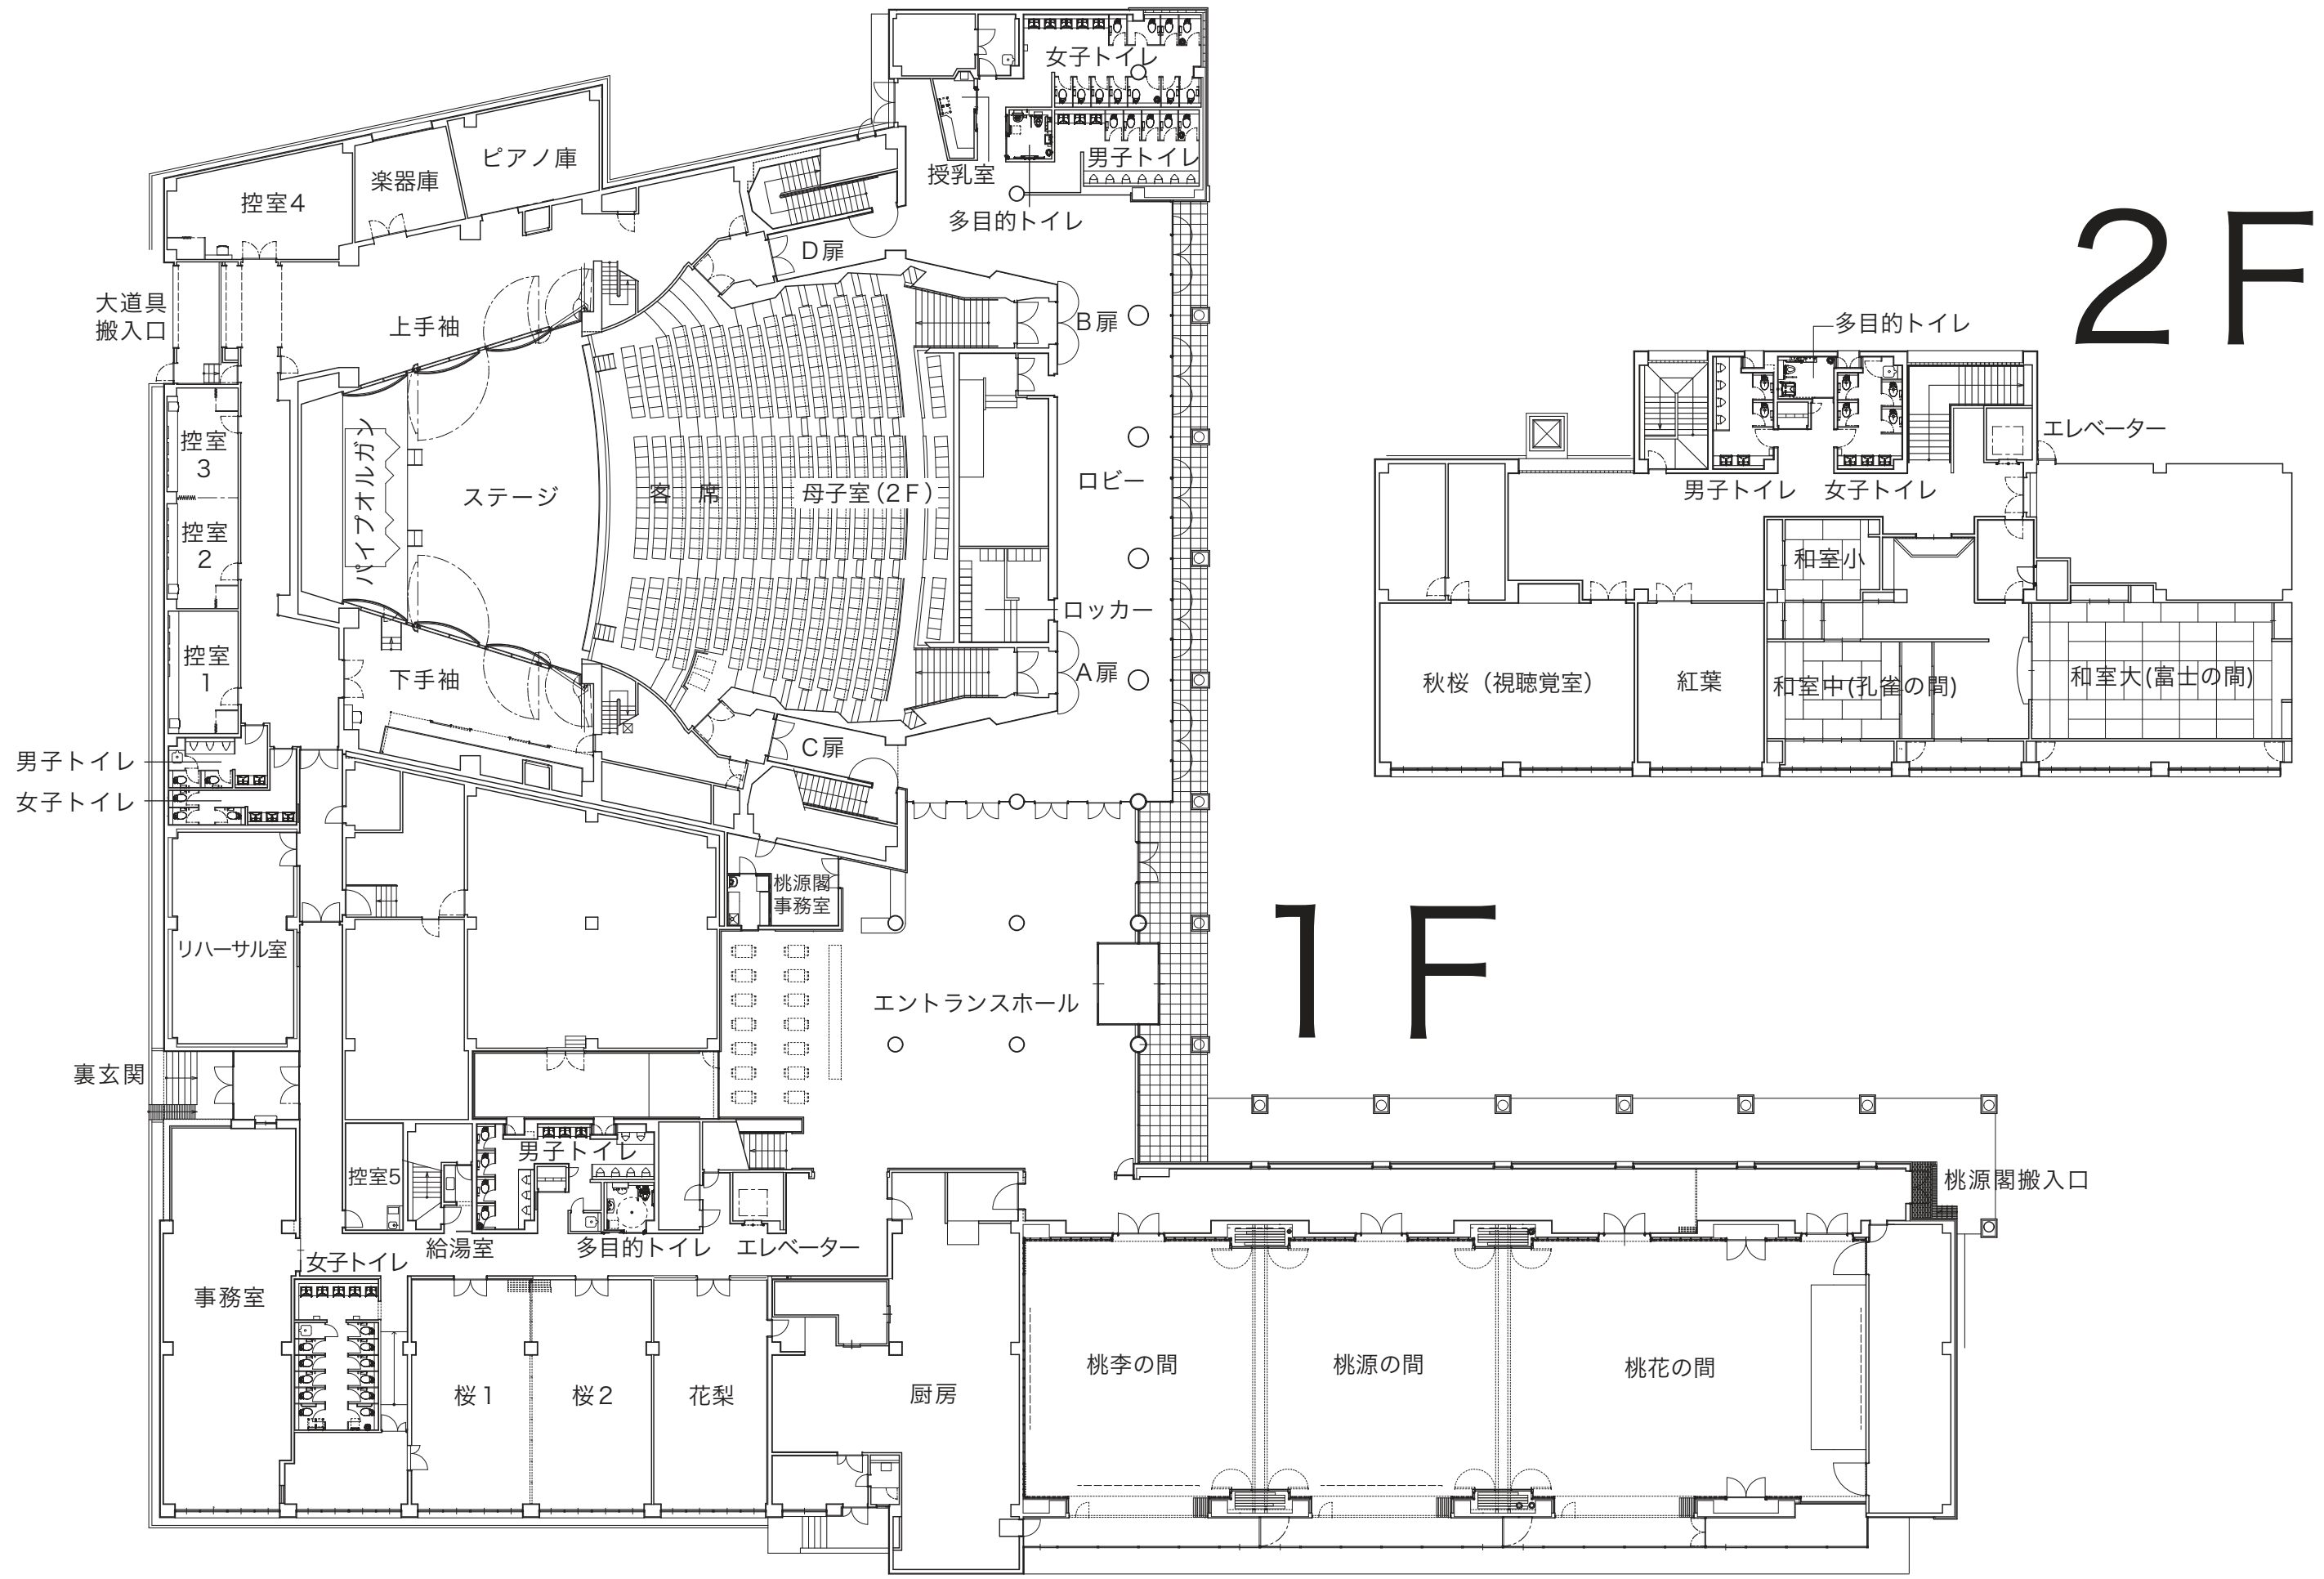 女子トイレ
ピアノ庫
楽器庫
控室4
授乳室
男子トイレ
多目的トイレ
D扉
大道具
搬入口
上手袖
B扉
控室
3
控室
2
パイプオルガン
ステージ
客席
母子室(2F)
ロビー
ロッカー
控室
1
下手袖
A扉
C扉
男子トイレ
女子トイレ
桃源閣
事務室
リハーサル室
エントランスホール
裏玄関
男子トイレ
控室5
給湯室
多目的トイレ
エレベーター
女子トイレ
事務室
桜1
桜2
花梨
厨房
桃李の間
桃源の間
桃花の間
桃源閣搬入口
1F
2F
多目的トイレ
エレベーター
男子トイレ
女子トイレ
和室小
秋桜（視聴覚室）
紅葉
和室中(孔雀の間)
和室大(富士の間)